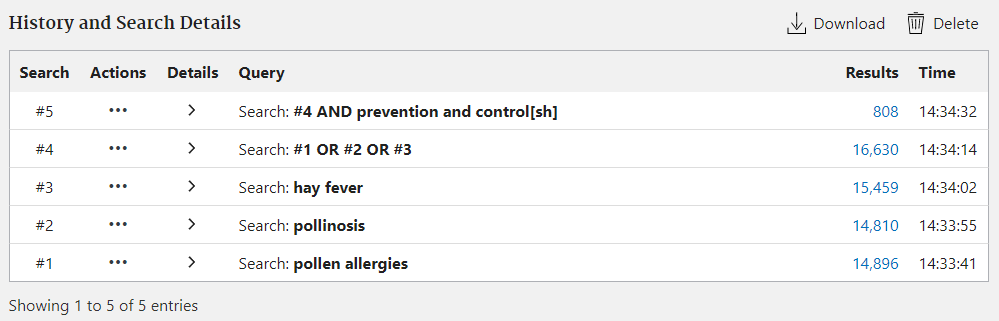 History and Search Details
Download
Delete
Search Actions Details Query Results Time
#5 ••• Search: #4 AND prevention and control[sh] 808 14:34:32
#4 ••• Search: #1 OR #2 OR #3 16,630 14:34:14
#3 ••• Search: hay fever 15,459 14:34:02
#2 ••• Search: pollinosis 14,810 14:33:55
#1 ••• Search: pollen allergies 14,896 14:33:41
Showing 1 to 5 of 5 entries